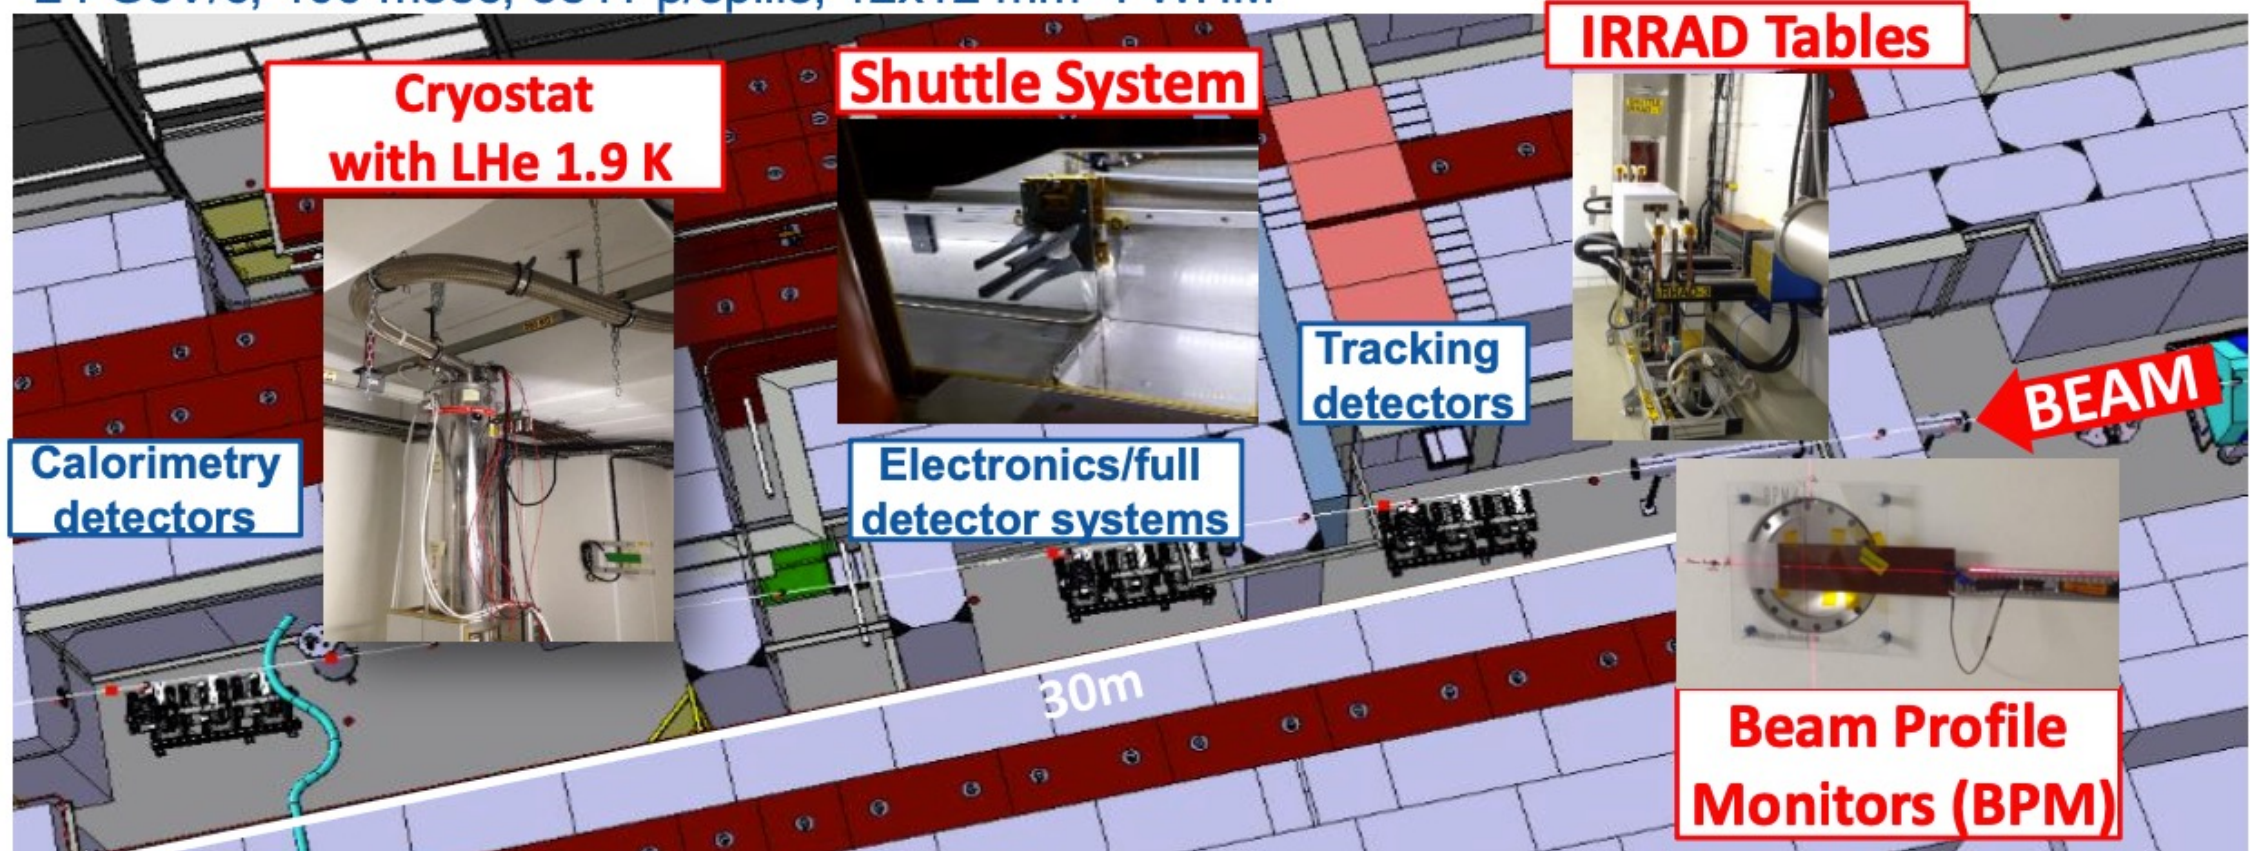 IRRAD Tables
Cryostat
with LHe 1.9 K
Shuttle System
Tracking
detectors
BEAM
Calorimetry
detectors
Electronics/full
detector systems
30m
Beam Profile
Monitors (BPM)